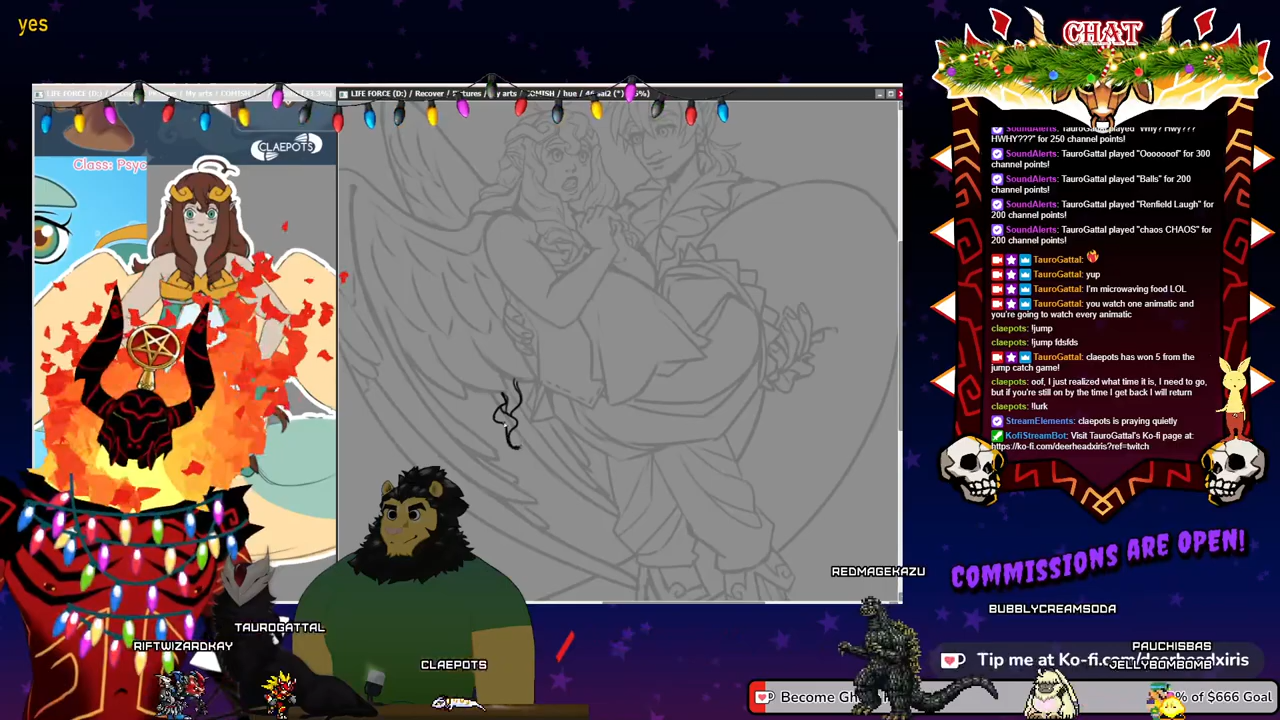 yes
LIFE FORCE (D:)
LIFE FORCE (D:) / Recover /
CLAEPOTS
Class: Psyc
CHAT
SoundAlerts: TauroGattal played "Why? Hwy???
HWHY???" for 250 channel points!
SoundAlerts: TauroGattal played "Ooooooof" for 300
channel points!
SoundAlerts: TauroGattal played "Balls" for 200
channel points!
SoundAlerts: TauroGattal played "Renfield Laugh" for
200 channel points!
SoundAlerts: TauroGattal played "chaos CHAOS" for
200 channel points!
TauroGattal:
TauroGattal: yup
TauroGattal: I'm microwaving food LOL
TauroGattal: you watch one animatic and
you're going to watch every animatic
claepots: !jump
claepots: !jump fdsfds
TauroGattal: claepots has won 5 from the
jump catch game!
claepots: oof, I just realized what time it is, I need to go,
but if you're still on by the time I get back I will return
claepots: !lurk
StreamElements: claepots is praying quietly
KofiStreamBot: Visit TauroGattal's Ko-fi page at:
https://ko-fi.com/deerheadxiris?ref=twitch
COMMISSIONS ARE OPEN!
REDMAGEKAZU
BUBBLYCREAMSODA
TAUROGATTAL
RIFTWIZARDKAY
CLAEPOTS
PAUCHISBAS
JELLYBOMBOMB
Tip me at Ko-fi.com/deerheadxiris
Become Gh
% of $666 Goal